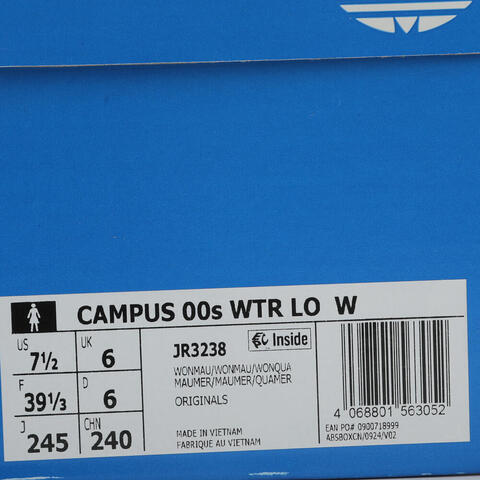 CAMPUS 00s WTR LO W
US 7½ UK 6
F 39⅓ D 6
J 245 CHN 240
JR3238
€C Inside
WONMAU/WONMAU/WONQUA
MAUMER/MAUMER/QUAMER
ORIGINALS
MADE IN VIETNAM
FABRIQUE AU VIETNAM
4 068801 563052
EAN PO# 0900718999
ABSBOXCN/0924/V02